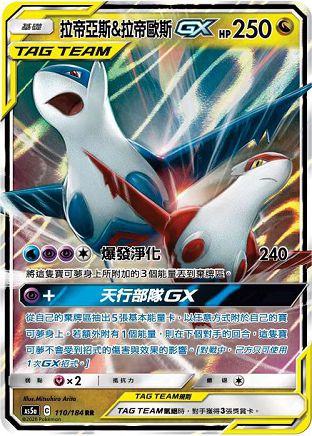 基礎 拉帝亞斯&拉帝歐斯GX HP250
TAG TEAM
爆發淨化 240
將這隻寶可夢身上所附加的3個能量丟到棄牌區。
+ 天行部隊GX
從自己的棄牌區抽出5張基本能量卡，以任意方式附於自己的寶
可夢身上。若額外附有1個能量，則在下個對手的回合，這隻寶可夢
不會受到招式的傷害與效果的影響。[對戰中，己方只可使用
1次GX招式。]
弱點 ×2 抵抗力 撤退
Illus.Mitsuhiro Arita
TAG TEAM規則
AS5a C 110/184 RR
TAG TEAM氣絕時，對手獲得3張獎賞卡。
©2020 Pokémon